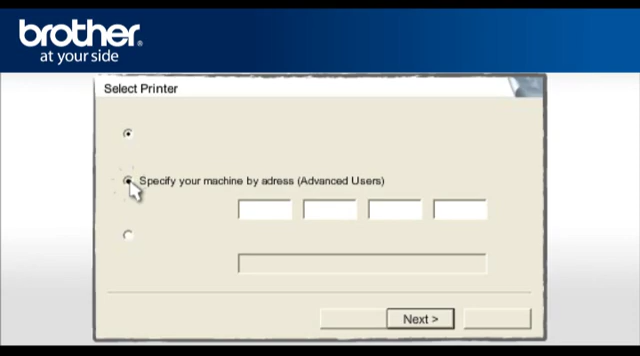 brother
at your side
Select Printer
Specify your machine by adress (Advanced Users)
Next >